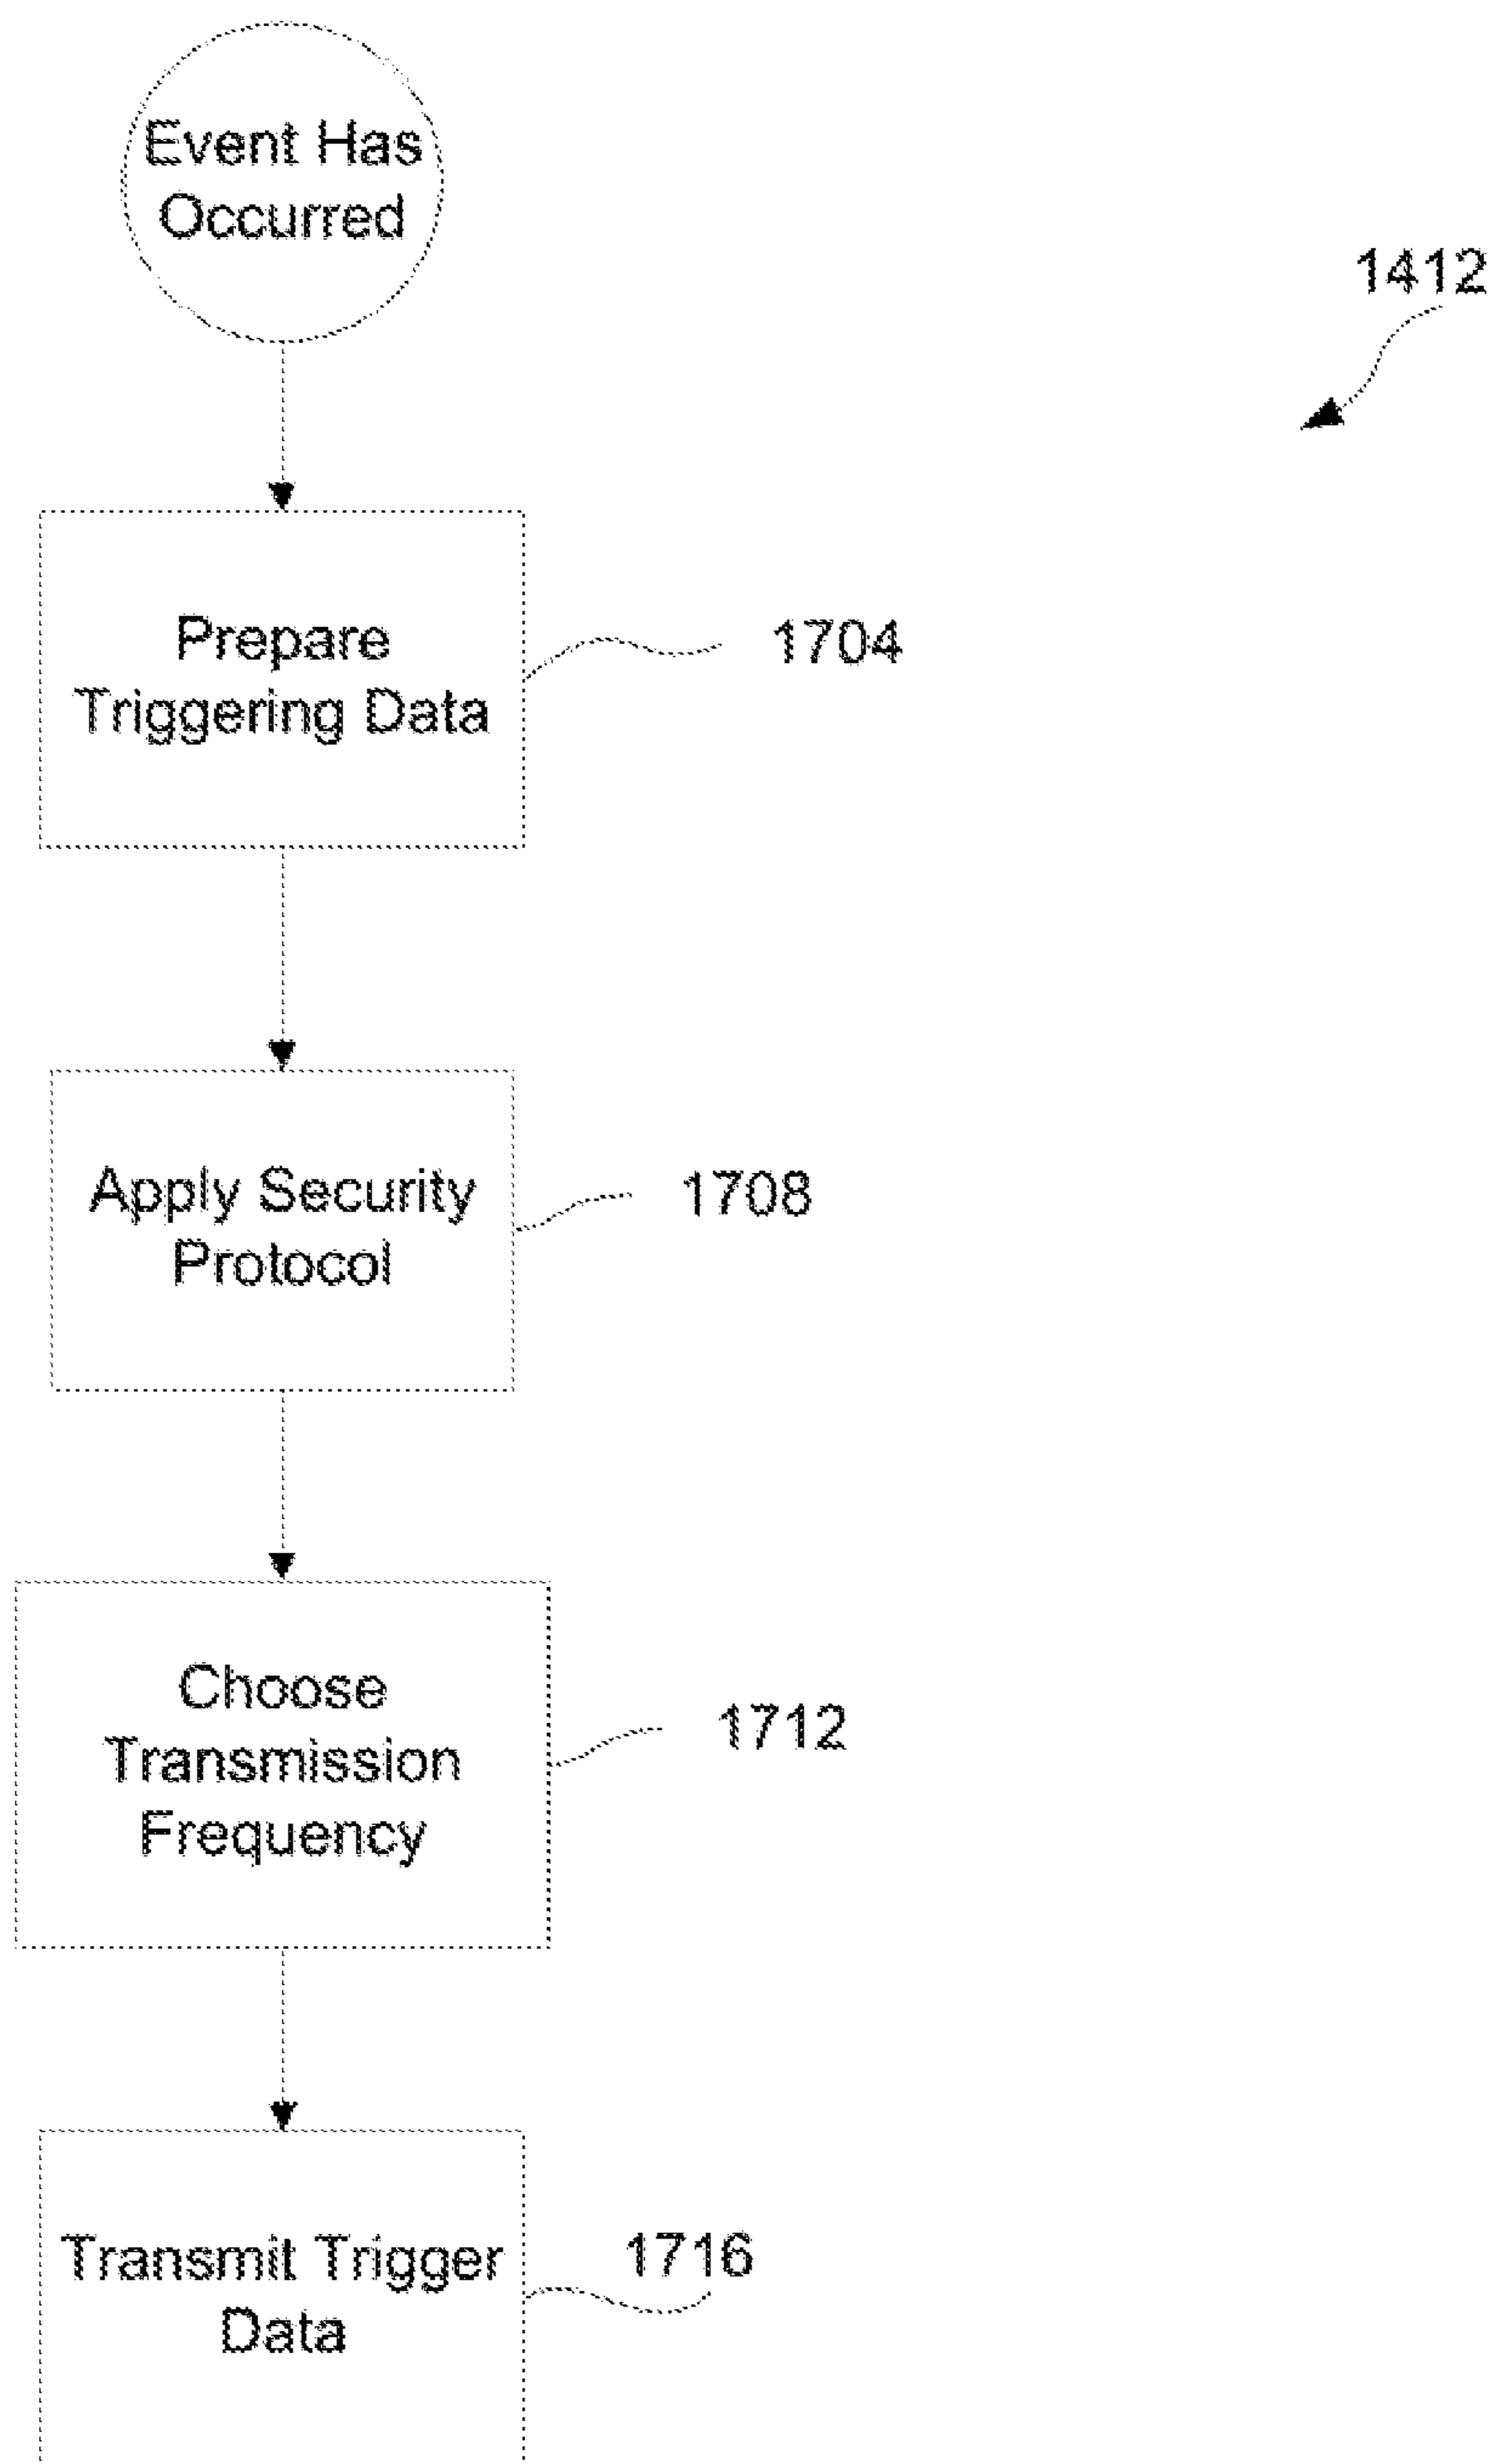 Event Has
Occurred
1412
Prepare
Triggering Data
1704
Apply Security
Protocol
1708
Choose
Transmission
Frequency
1712
Transmit Trigger
Data
1716